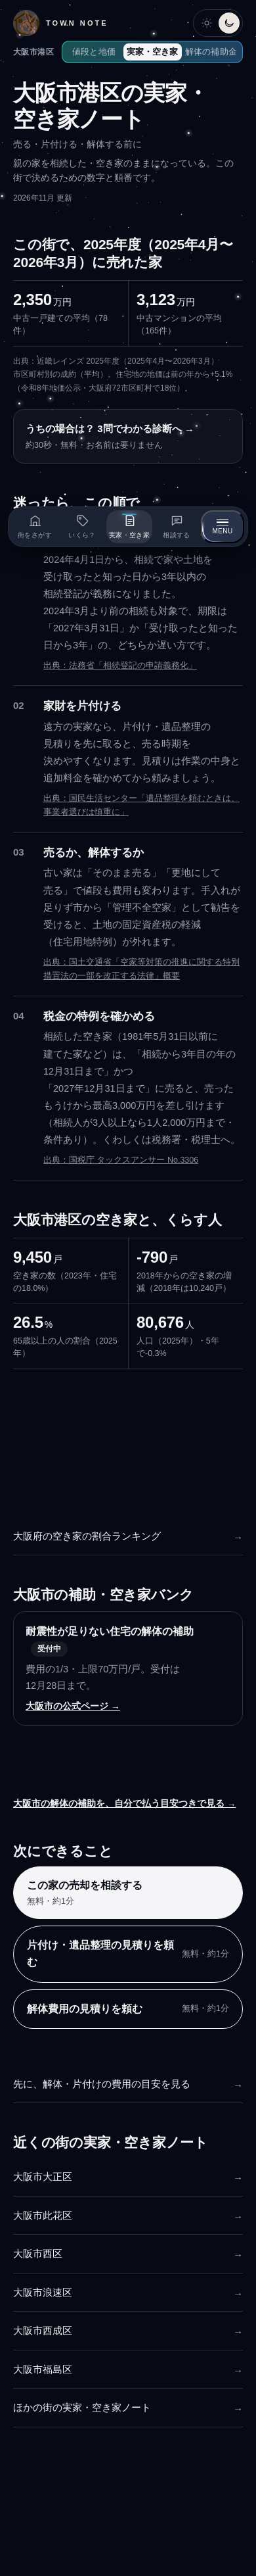 TOWN NOTE
大阪市港区
値段と地価
実家・空き家
解体の補助金
大阪市港区の実家・
空き家ノート
売る・片付ける・解体する前に
親の家を相続した・空き家のままになっている。この
街で決めるための数字と順番です。
2026年11月 更新
この街で、2025年度（2025年4月〜
2026年3月）に売れた家
2,350万円
中古一戸建ての平均（78
件）
3,123万円
中古マンションの平均
（165件）
出典：近畿レインズ 2025年度（2025年4月〜2026年3月）
市区町村別の成約（平均）。住宅地の地価は前の年から+5.1%
（令和8年地価公示・大阪府72市区町村で18位）。
うちの場合は？ 3問でわかる診断へ →
約30秒・無料・お名前は要りません
迷ったら、この順で
街をさがす
いくら？
実家・空き家
相談する
MENU
2024年4月1日から、相続で家や土地を
受け取ったと知った日から3年以内の
相続登記が義務になりました。
2024年3月より前の相続も対象で、期限は
「2027年3月31日」か「受け取ったと知った
日から3年」の、どちらか遅い方です。
出典：法務省「相続登記の申請義務化」
02
家財を片付ける
遠方の実家なら、片付け・遺品整理の
見積りを先に取ると、売る時期を
決めやすくなります。見積りは作業の中身と
追加料金を確かめてから頼みましょう。
出典：国民生活センター「遺品整理を頼むときは、
事業者選びは慎重に」
03
売るか、解体するか
古い家は「そのまま売る」「更地にして
売る」で値段も費用も変わります。手入れが
足りず市から「管理不全空家」として勧告を
受けると、土地の固定資産税の軽減
（住宅用地特例）が外れます。
出典：国土交通省「空家等対策の推進に関する特別
措置法の一部を改正する法律」概要
04
税金の特例を確かめる
相続した空き家（1981年5月31日以前に
建てた家など）は、「相続から3年目の年の
12月31日まで」かつ
「2027年12月31日まで」に売ると、売った
もうけから最高3,000万円を差し引けます
（相続人が3人以上なら1人2,000万円まで・
条件あり）。くわしくは税務署・税理士へ。
出典：国税庁 タックスアンサー No.3306
大阪市港区の空き家と、くらす人
9,450戸
空き家の数（2023年・住宅
の18.0%）
-790戸
2018年からの空き家の増
減（2018年は10,240戸）
26.5%
65歳以上の人の割合（2025
年）
80,676人
人口（2025年）・5年
で-0.3%
大阪府の空き家の割合ランキング
→
大阪市の補助・空き家バンク
耐震性が足りない住宅の解体の補助
受付中
費用の1/3・上限70万円/戸。受付は
12月28日まで。
大阪市の公式ページ →
大阪市の解体の補助を、自分で払う目安つきで見る →
次にできること
この家の売却を相談する
無料・約1分
片付け・遺品整理の見積りを頼
む
無料・約1分
解体費用の見積りを頼む
無料・約1分
先に、解体・片付けの費用の目安を見る
→
近くの街の実家・空き家ノート
大阪市大正区
→
大阪市此花区
→
大阪市西区
→
大阪市浪速区
→
大阪市西成区
→
大阪市福島区
→
ほかの街の実家・空き家ノート
→